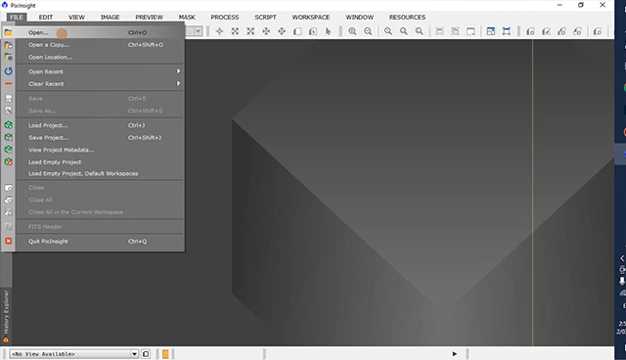 PixInsight
FILE EDIT VIEW IMAGE PREVIEW MASK PROCESS SCRIPT WORKSPACE WINDOW RESOURCES
Open... Ctrl+O
Open a Copy... Ctrl+Shift+O
Open Location...
Open Recent
Clear Recent
Save Ctrl+S
Save As... Ctrl+Shift+S
Load Project... Ctrl+J
Save Project... Ctrl+Shift+J
View Project Metadata...
Load Empty Project
Load Empty Project, Default Workspaces
Close
Close All
Close All in the Current Workspace
FITS Header
Quit PixInsight Ctrl+Q
History Explorer
<No View Available>